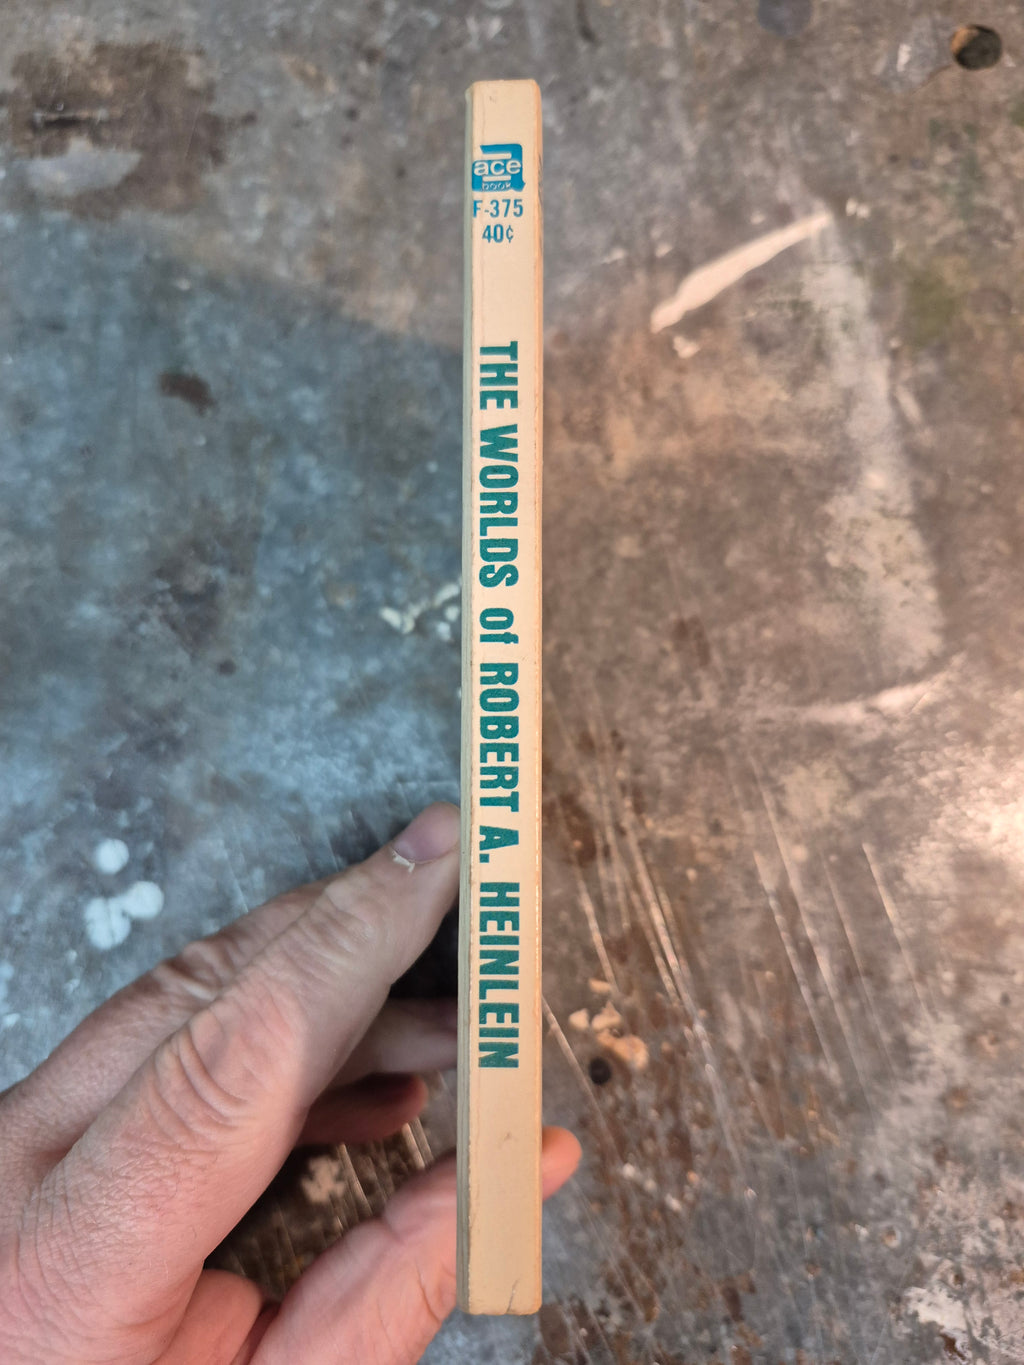 ace
book
F-375
40¢
THE WORLDS of ROBERT A. HEINLEIN